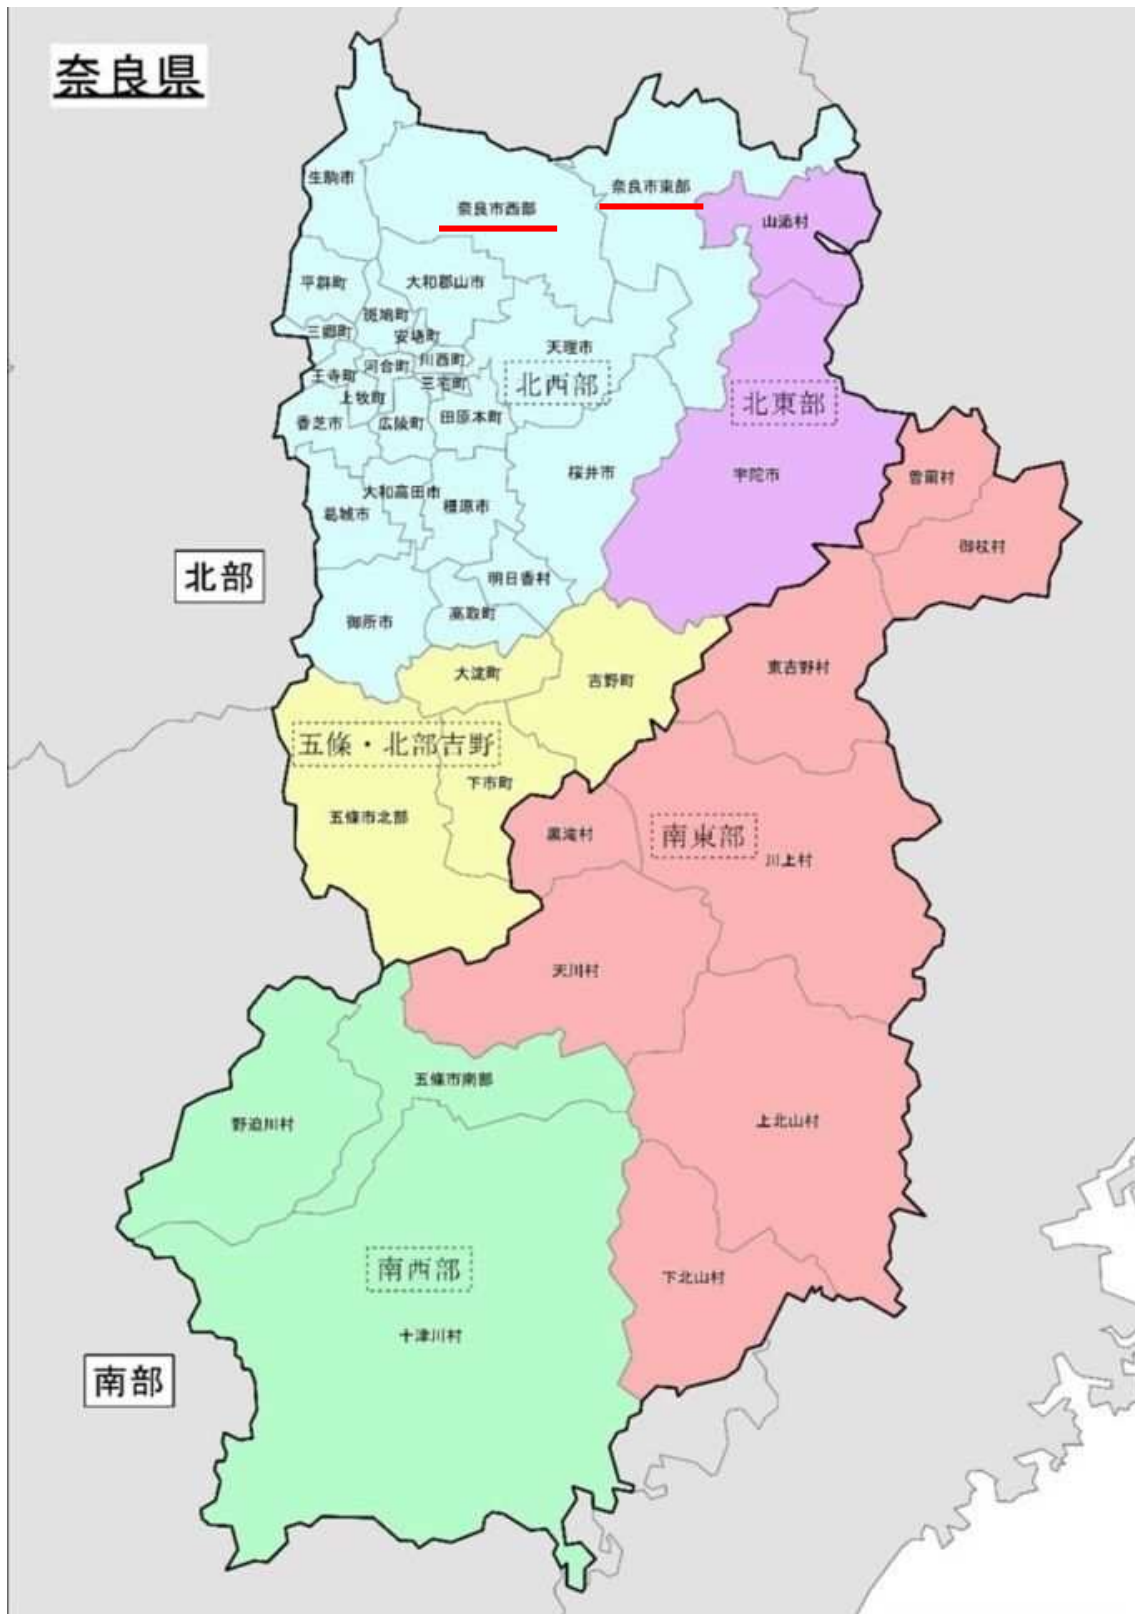 奈良県
生駒市
奈良市西部
奈良市東部
山添村
平群町
大和郡山市
斑鳩町
三郷町
安堵町
天理市
川西町
河合町
王寺町
三宅町
北西部
上牧町
北東部
香芝市
広陵町
田原本町
桜井市
宇陀市
曽爾村
大和高田市
葛城市
橿原市
御杖村
北部
明日香村
高取町
御所市
東吉野村
大淀町
吉野町
五條・北部吉野
下市町
五條市北部
黒滝村
南東部
川上村
天川村
五條市南部
野迫川村
上北山村
南西部
下北山村
十津川村
南部